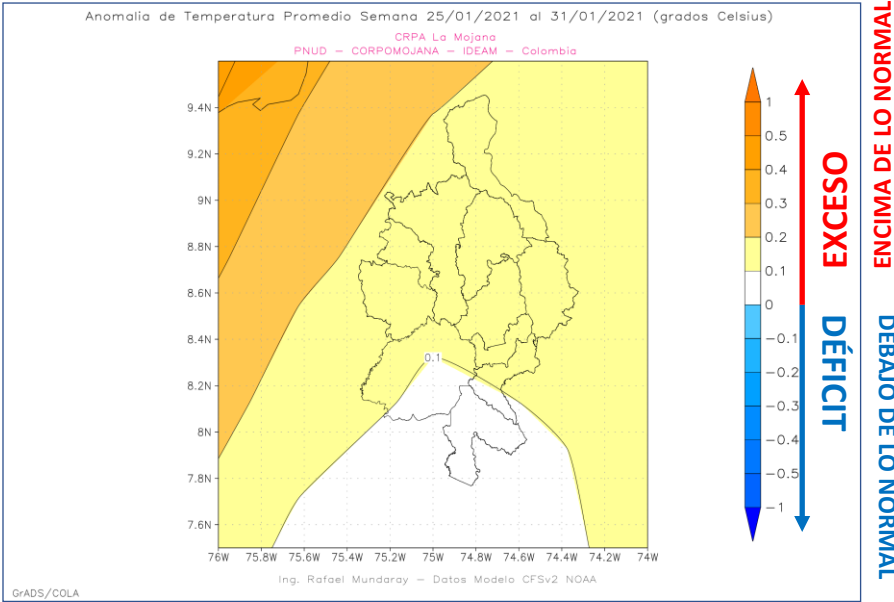 Anomalia de Temperatura Promedio Semana 25/01/2021 al 31/01/2021 (grados Celsius)
CRPA La Mojana
PNUD – CORPOMOJANA – IDEAM – Colombia
9.4N
9.2N
9N
8.8N
8.6N
8.4N
8.2N
8N
7.8N
7.6N
0.1
76W 75.8W 75.6W 75.4W 75.2W 75W 74.8W 74.6W 74.4W 74.2W 74W
1
0.5
0.4
0.3
0.2
0.1
0
-0.1
-0.2
-0.3
-0.4
-0.5
-1
EXCESO
DÉFICIT
ENCIMA DE LO NORMAL
DEBAJO DE LO NORMAL
Ing. Rafael Mundaray – Datos Modelo CFSv2 NOAA
GrADS/COLA